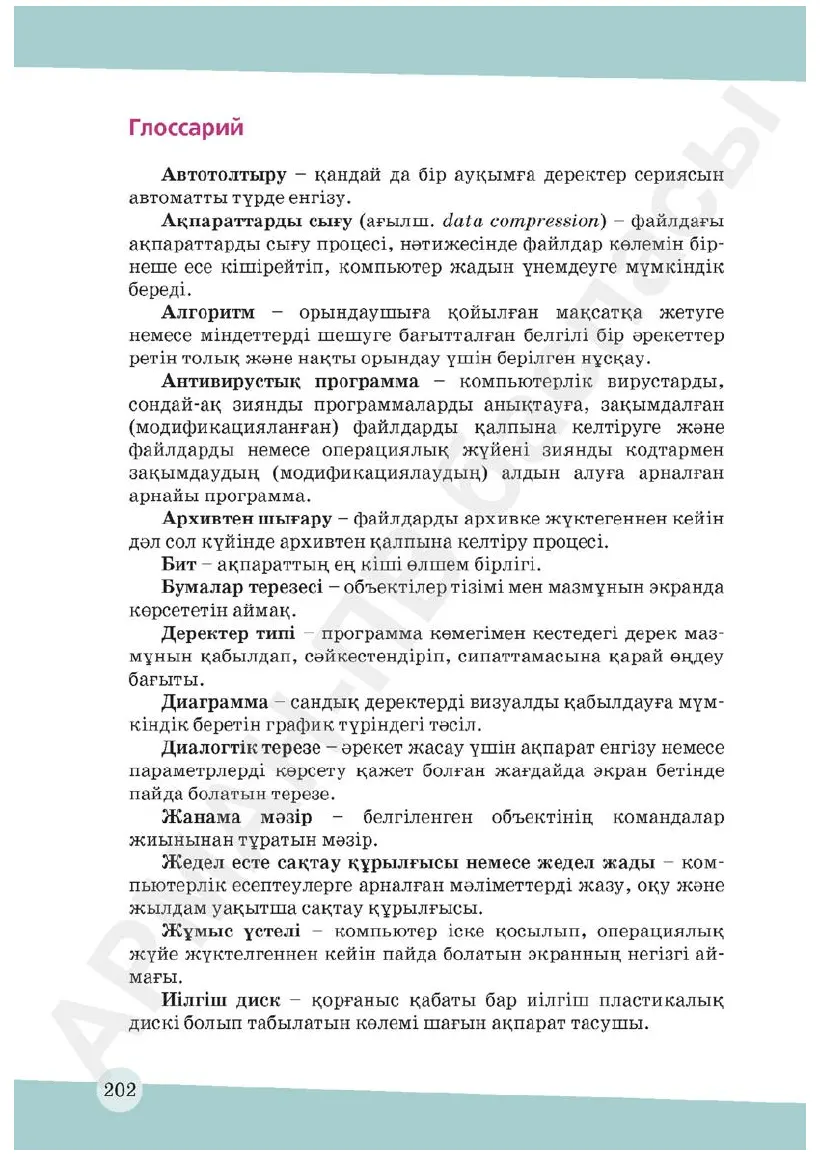 Глоссарий
Автотолтыру – қандай да бір ауқымға деректер сериясын
автоматты түрде енгізу.
Ақпараттарды сығу (ағылш. data compression) – файлдағы
ақпараттарды сығу процесі, нәтижесінде файлдар көлемін бір-
неше есе кішірейтіп, компьютер жадын үнемдеуге мүмкіндік
береді.
Алгоритм – орындаушыға қойылған мақсатқа жетуге
немесе міндеттерді шешуге бағытталған белгілі бір әрекеттер
ретін толық және нақты орындау үшін берілген нұсқау.
Антивирустық программа – компьютерлік вирустарды,
сондай-ақ зиянды программаларды анықтауға, зақымдалған
(модификацияланған) файлдарды қалпына келтіруге және
файлдарды немесе операциялық жүйені зиянды кодтармен
зақымдаудың (модификациялаудың) алдын алуға арналған
арнайы программа.
Архивтен шығару – файлдарды архивке жүктегеннен кейін
дәл сол күйінде архивтен қалпына келтіру процесі.
Бит – ақпараттың ең кіші өлшем бірлігі.
Бумалар терезесі – объектілер тізімі мен мазмұнын экранда
көрсететін аймақ.
Деректер типі – программа көмегімен кестедегі дерек маз-
мұнын қабылдап, сәйкестендіріп, сипаттамасына қарай өңдеу
бағыты.
Диаграмма – сандық деректерді визуалды қабылдауға мүм-
кіндік беретін график түріндегі тәсіл.
Диалогтік терезе – әрекет жасау үшін ақпарат енгізу немесе
параметрлерді көрсету қажет болған жағдайда экран бетінде
пайда болатын терезе.
Жанама мәзір – белгіленген объектінің командалар
жиынынан тұратын мәзір.
Жедел есте сақтау құрылғысы немесе жедел жады – ком-
пьютерлік есептеулерге арналған мәліметтерді жазу, оқу және
жылдам уақытша сақтау құрылғысы.
Жұмыс үстелі – компьютер іске қосылып, операциялық
жүйе жүктелгеннен кейін пайда болатын экранның негізгі ай-
мағы.
Иілгіш диск – қорғаныс қабаты бар иілгіш пластикалық
дискі болып табылатын көлемі шағын ақпарат тасушы.
202
АРМАН-ПВ баспасы